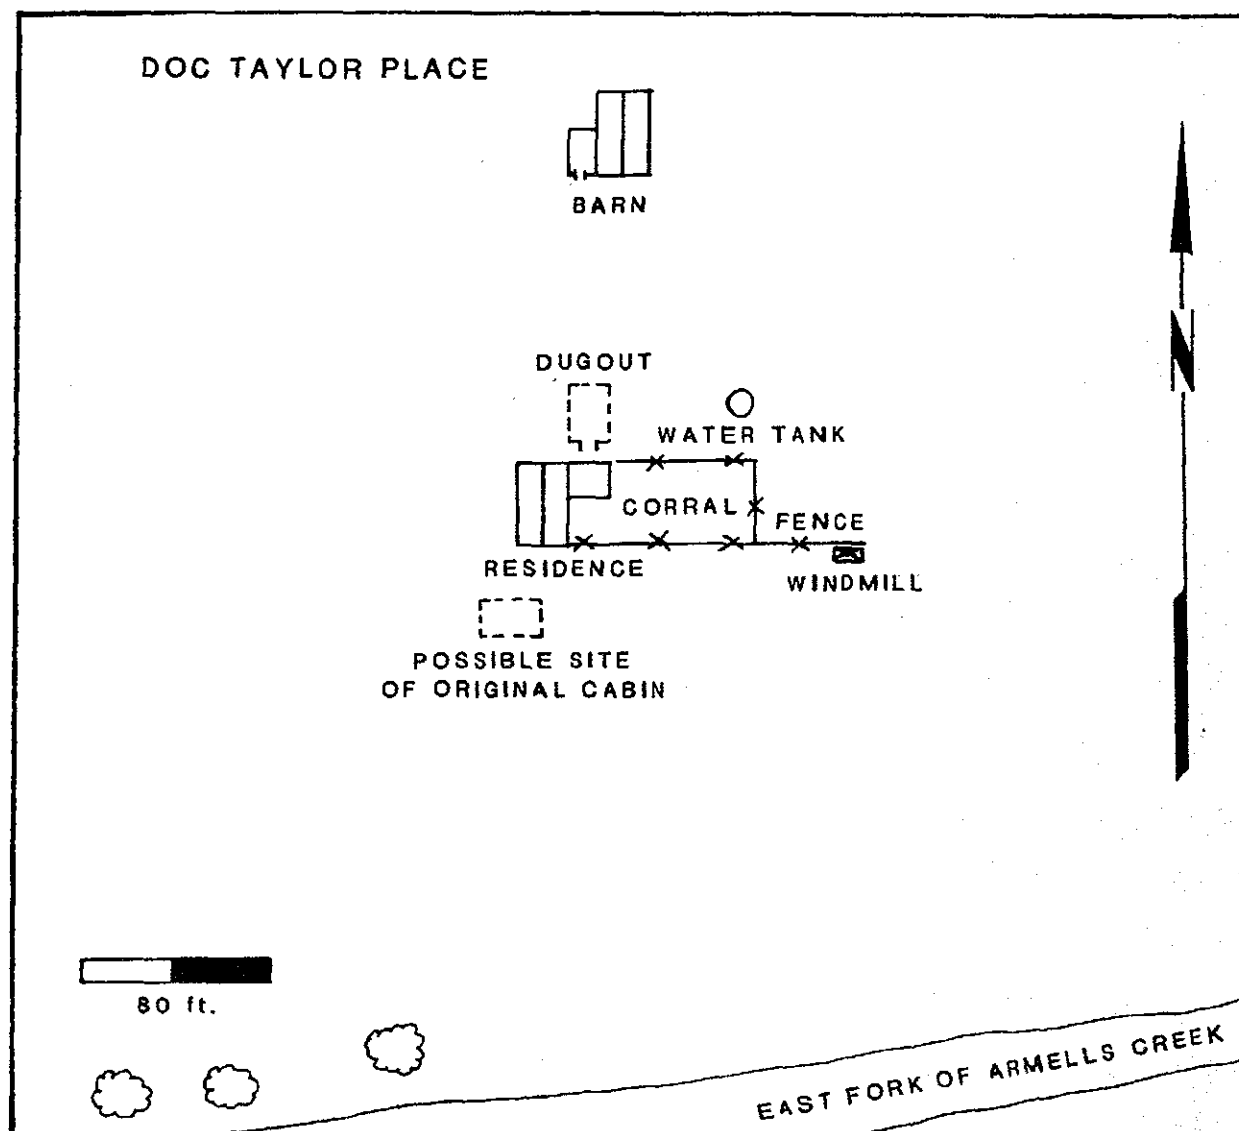 DOC TAYLOR PLACE
BARN
N
DUGOUT
WATER TANK
CORRAL
FENCE
RESIDENCE
WINDMILL
POSSIBLE SITE
OF ORIGINAL CABIN
80 ft.
EAST FORK OF ARMELLS CREEK